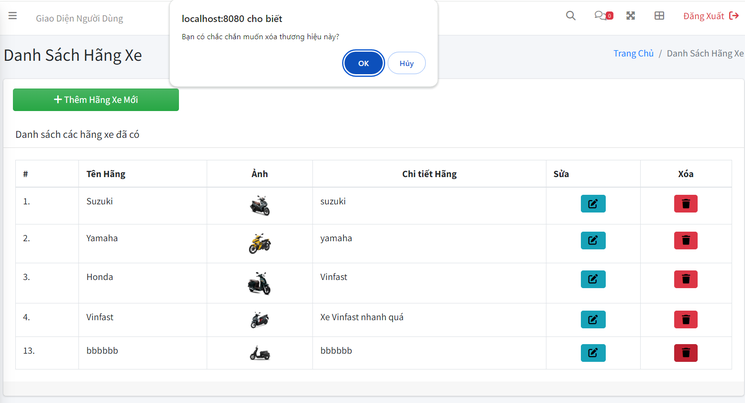 localhost:8080 cho biết
Bạn có chắc chắn muốn xóa thương hiệu này?
OK
Hủy
Giao Diện Người Dùng
0
Đăng Xuất
Danh Sách Hãng Xe
Trang Chủ / Danh Sách Hãng Xe
Thêm Hãng Xe Mới
Danh sách các hãng xe đã có
# Tên Hãng Ảnh Chi tiết Hãng Sửa Xóa
1. Suzuki suzuki
2. Yamaha yamaha
3. Honda Vinfast
4. Vinfast Xe Vinfast nhanh quá
13. bbbbbb bbbbbb